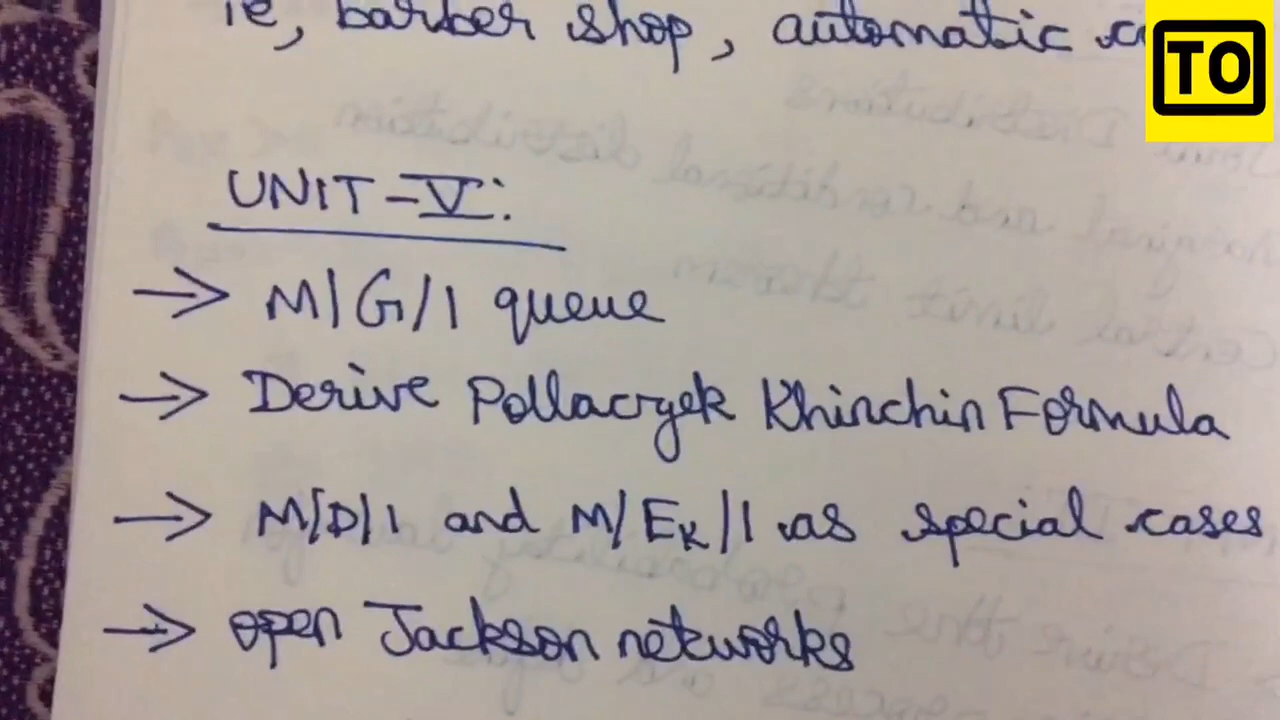 ie, barber shop, automatic
TO
UNIT-V:
→ M/G/1 queue
→ Derive Pollaczek Khinchin Formula
→ M/D/1 and M/EK/1 as special cases
→ open Jackson networks